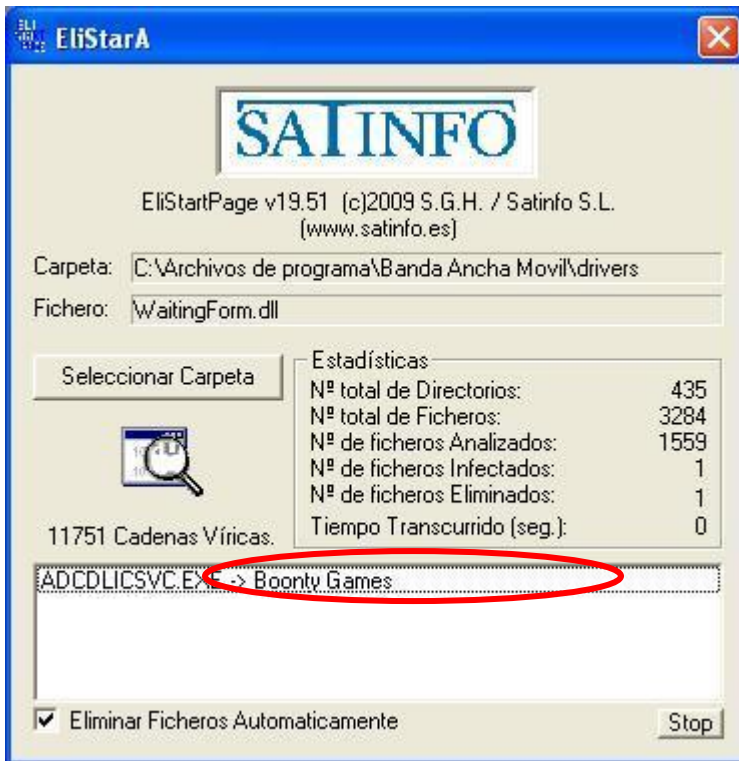 EliStarA
SATINFO
EliStartPage v19.51 (c)2009 S.G.H. / Satinfo S.L.
(www.satinfo.es)
Carpeta: C:\Archivos de programa\Banda Ancha Movil\drivers
Fichero: WaitingForm.dll
Seleccionar Carpeta
Estadísticas
Nº total de Directorios: 435
Nº total de Ficheros: 3284
Nº de ficheros Analizados: 1559
Nº de ficheros Infectados: 1
Nº de ficheros Eliminados: 1
Tiempo Transcurrido (seg.): 0
11751 Cadenas Víricas.
ADCDLICSVC.EXE -> Boonty Games
Eliminar Ficheros Automaticamente
Stop